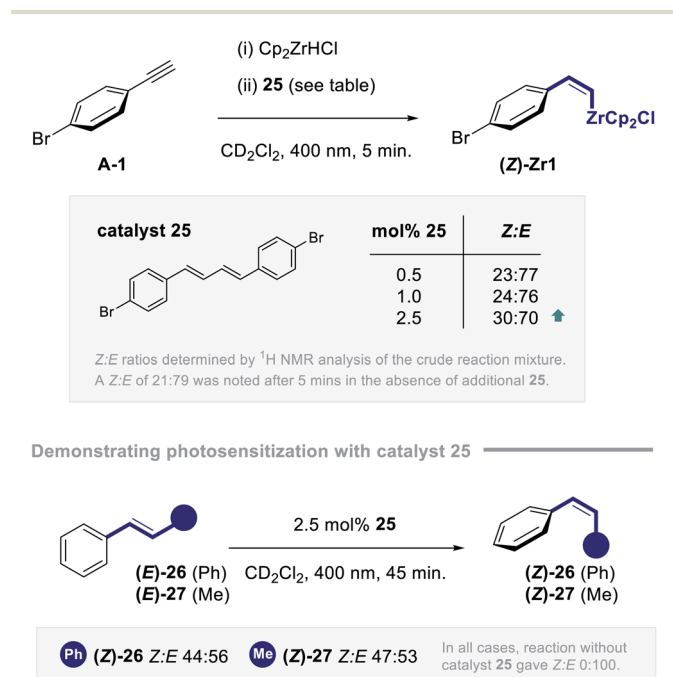 (i) Cp2ZrHCl
(ii) 25 (see table)
CD2Cl2, 400 nm, 5 min.
Br
A-1
Br
ZrCp2Cl
(Z)-Zr1
catalyst 25
Br
Br
mol% 25 Z:E
0.5 23:77
1.0 24:76
2.5 30:70
Z:E ratios determined by 1H NMR analysis of the crude reaction mixture.
A Z:E of 21:79 was noted after 5 mins in the absence of additional 25.
Demonstrating photosensitization with catalyst 25
2.5 mol% 25
CD2Cl2, 400 nm, 45 min.
(E)-26 (Ph)
(E)-27 (Me)
(Z)-26 (Ph)
(Z)-27 (Me)
Ph (Z)-26 Z:E 44:56
Me (Z)-27 Z:E 47:53
In all cases, reaction without
catalyst 25 gave Z:E 0:100.